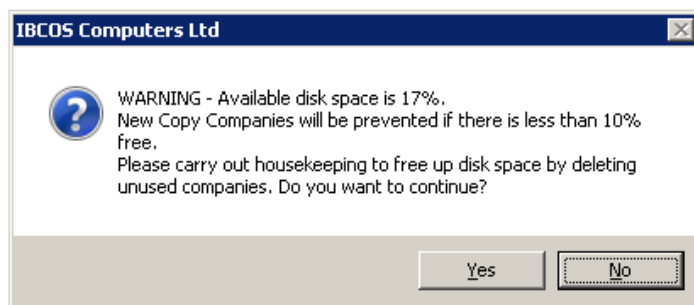 IBCOS Computers Ltd
WARNING - Available disk space is 17%.
New Copy Companies will be prevented if there is less than 10%
free.
Please carry out housekeeping to free up disk space by deleting
unused companies. Do you want to continue?
Yes
No